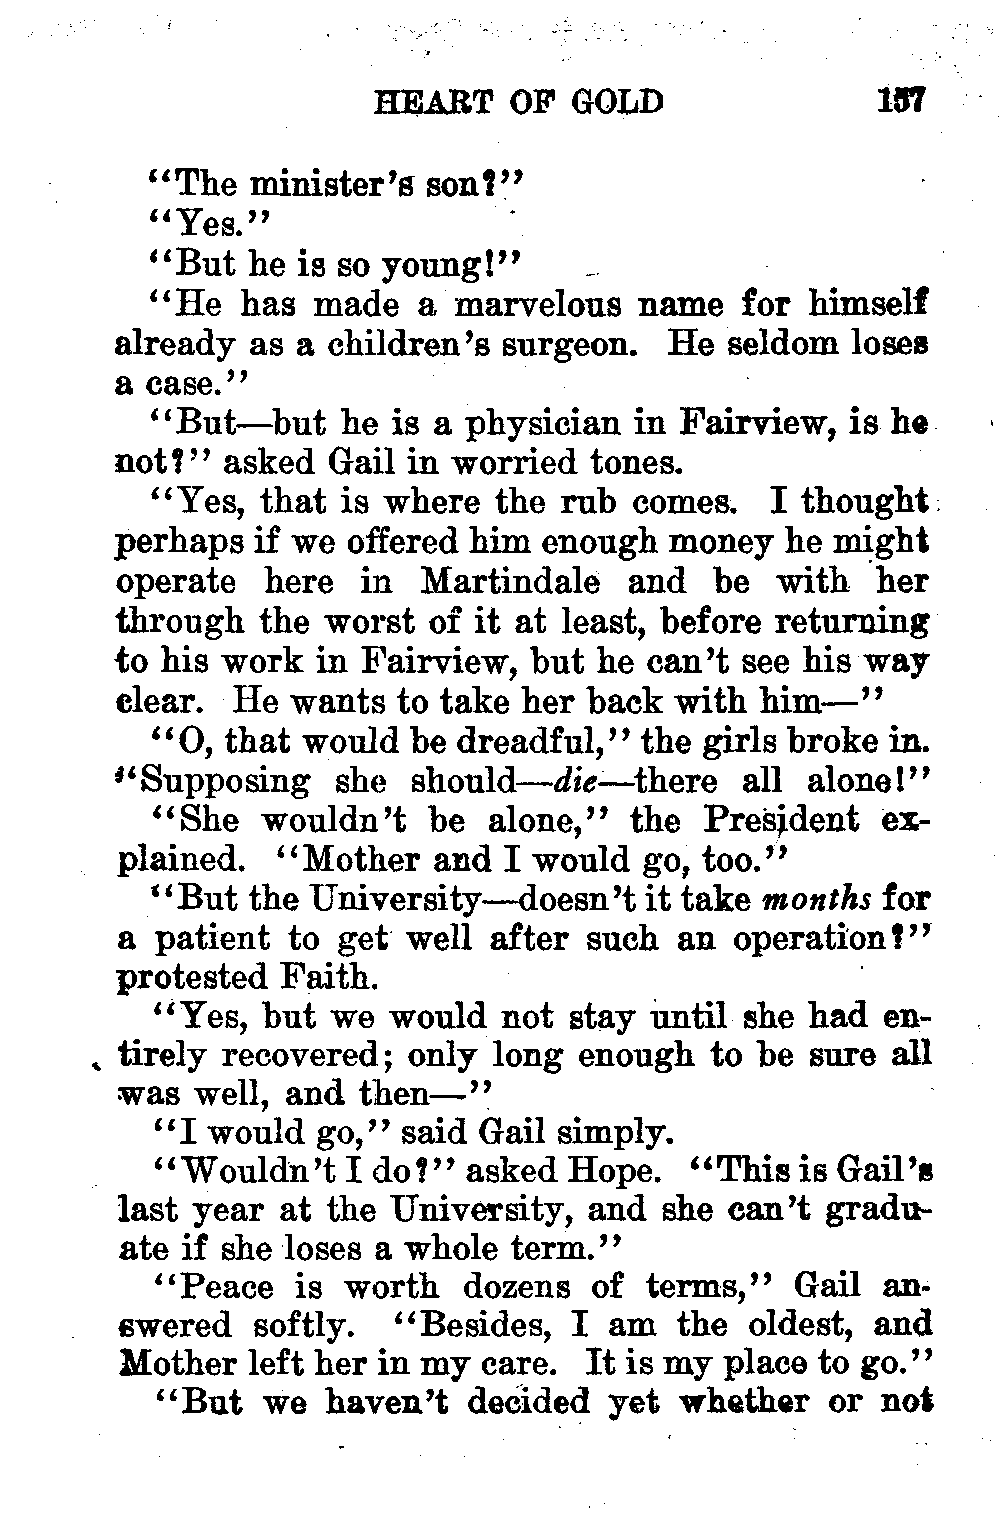 HEART OF GOLD 157
“The minister’s son?”
“Yes.”
“But he is so young!”
“He has made a marvelous name for himself
already as a children’s surgeon. He seldom loses
a case.”
“But—but he is a physician in Fairview, is he
not?” asked Gail in worried tones.
“Yes, that is where the rub comes. I thought
perhaps if we offered him enough money he might
operate here in Martindale and be with her
through the worst of it at least, before returning
to his work in Fairview, but he can’t see his way
clear. He wants to take her back with him—”
“O, that would be dreadful,” the girls broke in.
“Supposing she should—die—there all alone!”
“She wouldn’t be alone,” the President ex-
plained. “Mother and I would go, too.”
“But the University—doesn’t it take months for
a patient to get well after such an operation?”
protested Faith.
“Yes, but we would not stay until she had en-
tirely recovered; only long enough to be sure all
was well, and then—”
“I would go,” said Gail simply.
“Wouldn’t I do?” asked Hope. “This is Gail’s
last year at the University, and she can’t gradu-
ate if she loses a whole term.”
“Peace is worth dozens of terms,” Gail an-
swered softly. “Besides, I am the oldest, and
Mother left her in my care. It is my place to go.”
“But we haven’t decided yet whether or not